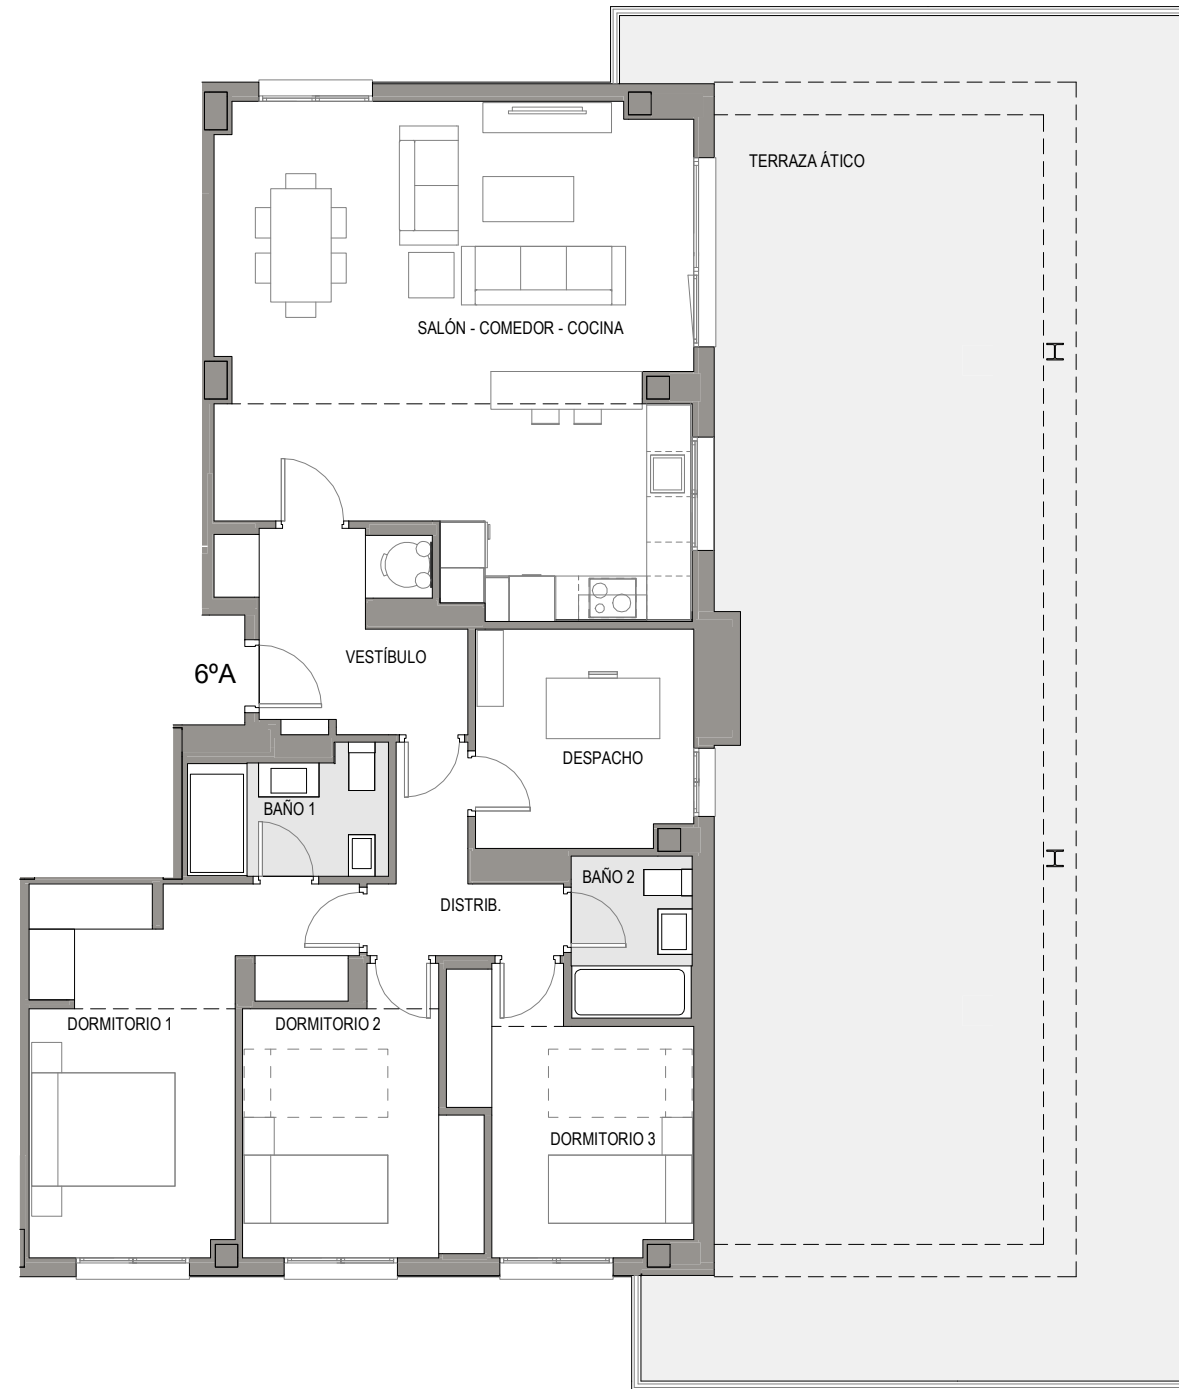 TERRAZA ÁTICO
SALÓN - COMEDOR - COCINA
VESTÍBULO
6ºA
DESPACHO
BAÑO 1
BAÑO 2
DISTRIB.
DORMITORIO 1
DORMITORIO 2
DORMITORIO 3